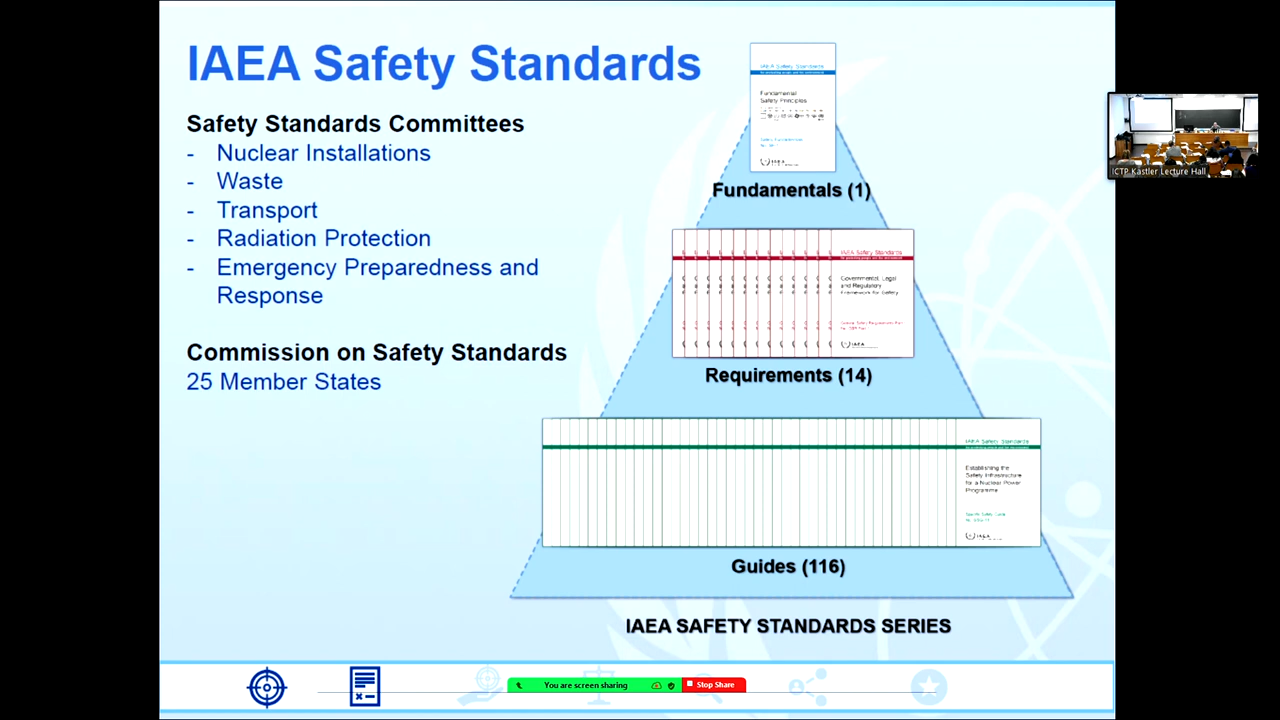 IAEA Safety Standards
Safety Standards Committees
- Nuclear Installations
- Waste
- Transport
- Radiation Protection
- Emergency Preparedness and
Response
Commission on Safety Standards
25 Member States
IAEA Safety Standards
Fundamental
Safety Principles
IAEA
Fundamentals (1)
IAEA Safety Standards
Governmental, Legal
and Regulatory
Framework for Safety
IAEA
Requirements (14)
IAEA Safety Standards
Establishing the
Safety Infrastructure
for a Nuclear Power
Programme
IAEA
Guides (116)
IAEA SAFETY STANDARDS SERIES
You are screen sharing
Stop Share
ICTP Kastler Lecture Hall